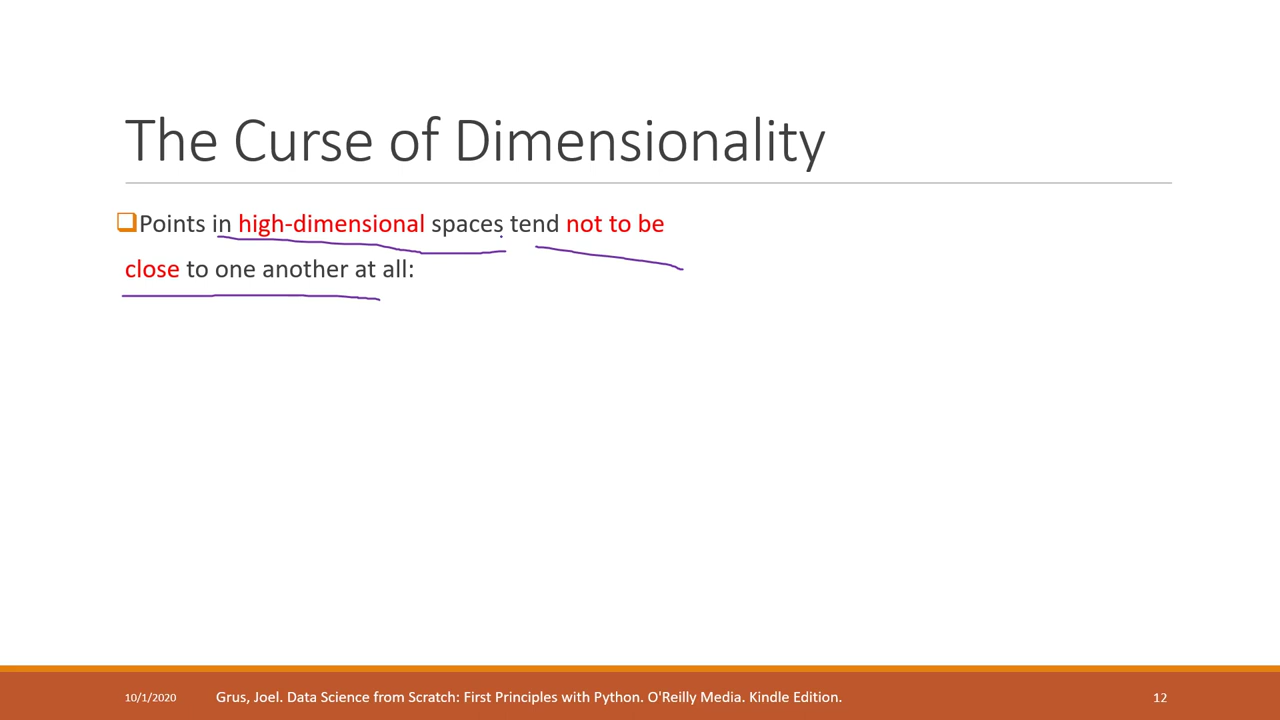 The Curse of Dimensionality
Points in high-dimensional spaces tend not to be
close to one another at all:
10/1/2020
Grus, Joel. Data Science from Scratch: First Principles with Python. O'Reilly Media. Kindle Edition.
12